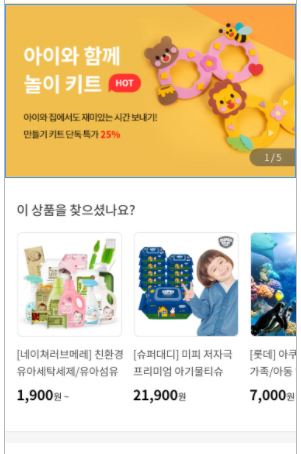 아이와 함께
놀이 키트 HOT
아이와 집에서도 재미있는 시간 보내기!
만들기 키트 단독 특가 25%
1 / 5
이 상품을 찾으셨나요?
[네이쳐러브메레] 친환경
유아세탁세제/유아섬유
1,900원 ~
[슈퍼대디] 미피 저자극
프리미엄 아기물티슈
21,900원
[롯데] 아쿠
가족/아동
7,000원